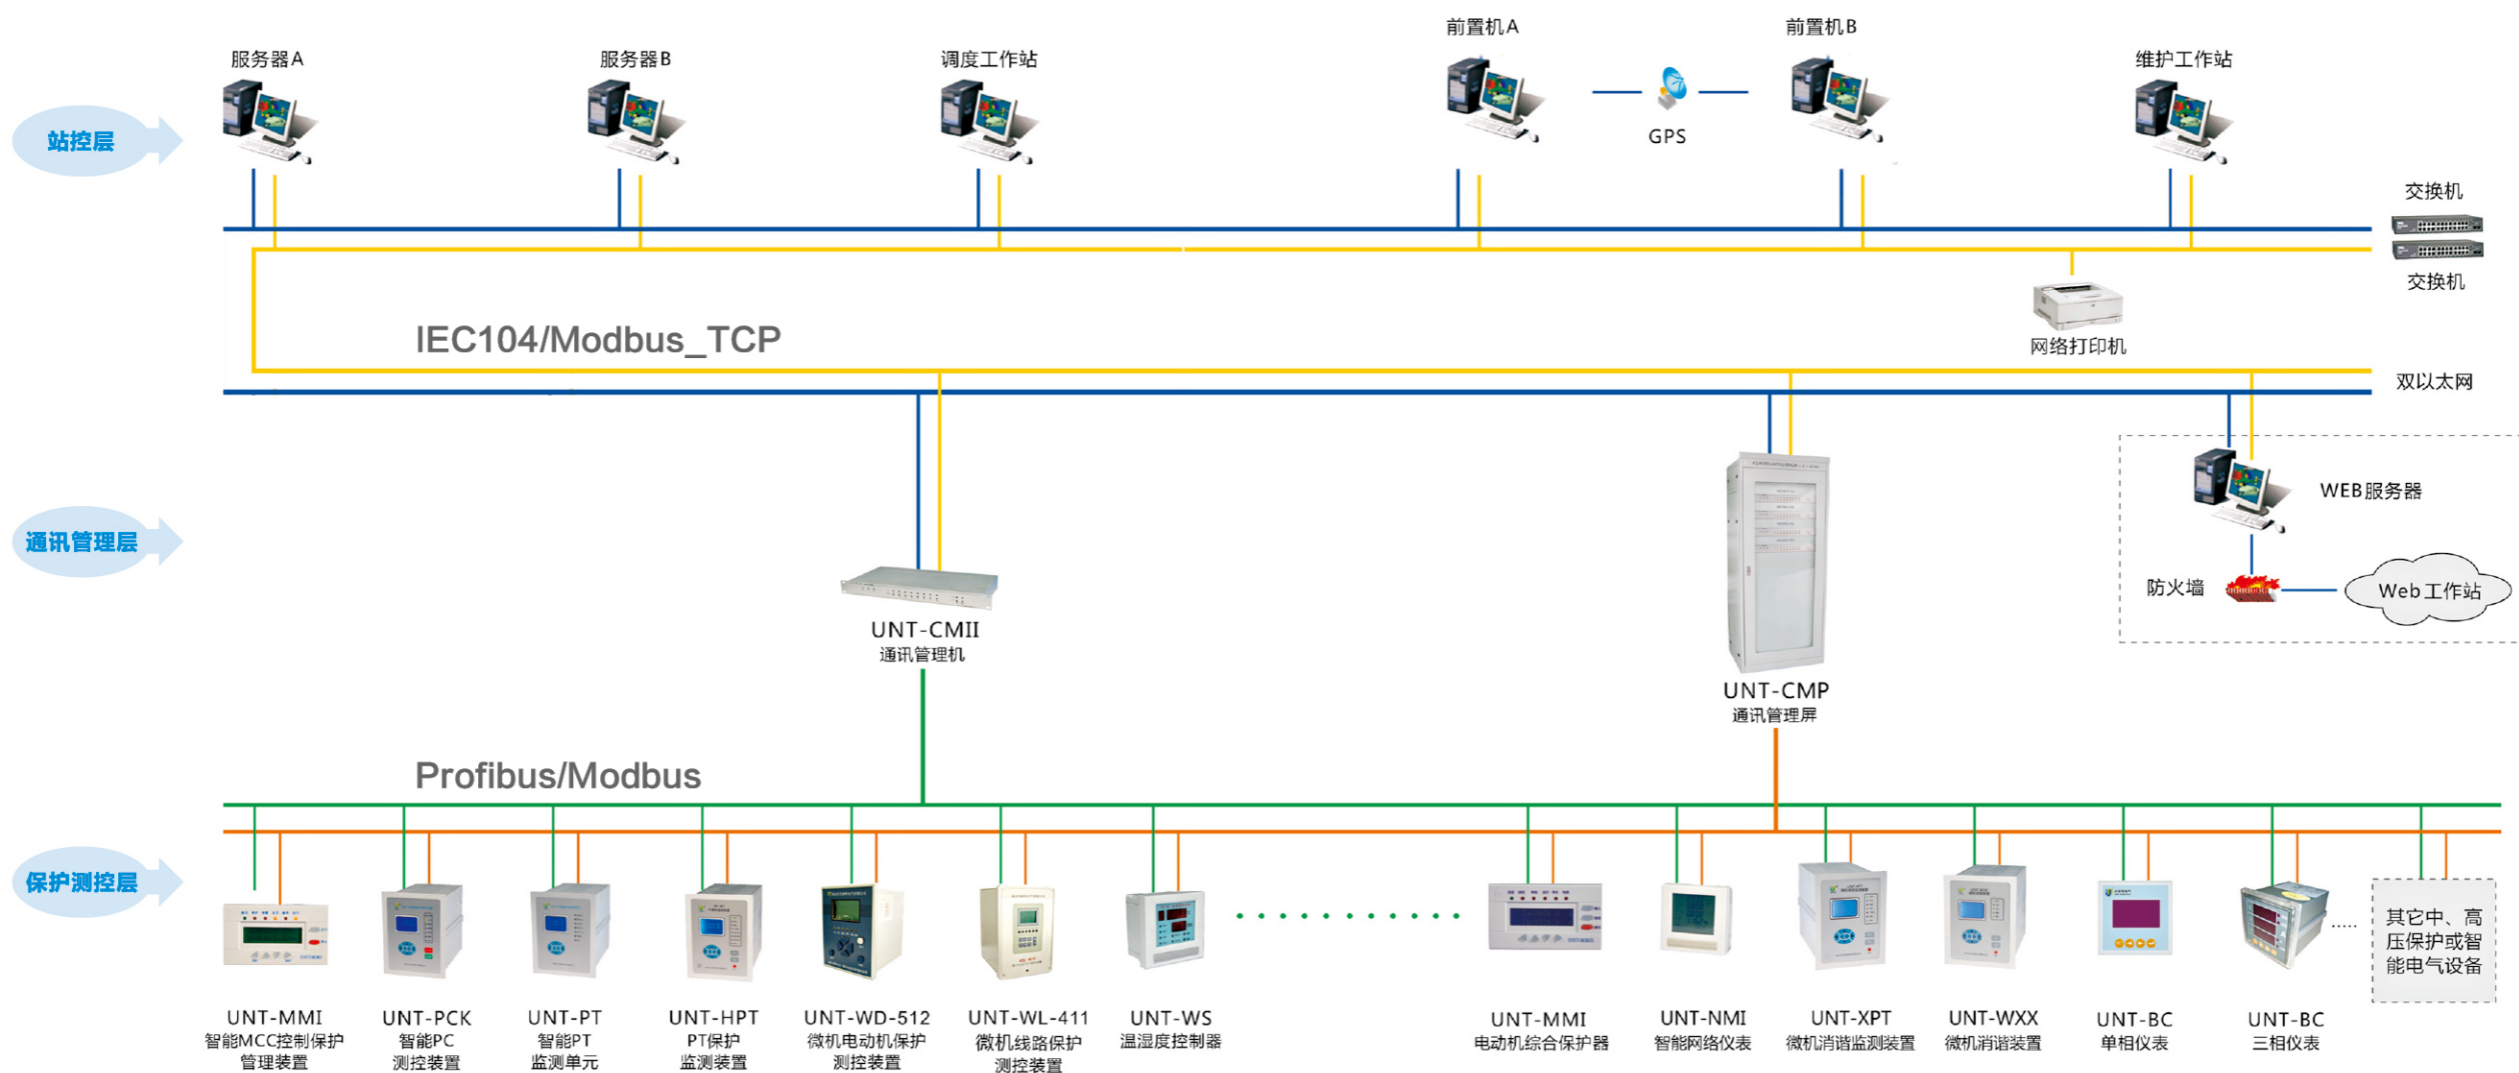 服务器A
服务器B
调度工作站
前置机A
前置机B
维护工作站
站控层
GPS
交换机
交换机
IEC104/Modbus_TCP
网络打印机
双以太网
通讯管理层
WEB服务器
防火墙
Web工作站
UNT-CMII
通讯管理机
UNT-CMP
通讯管理屏
Profibus/Modbus
保护测控层
其它中、高
压保护或智
能电气设备
......
UNT-MMI
智能MCC控制保护
管理装置
UNT-PCK
智能PC
测控装置
UNT-PT
智能PT
监测单元
UNT-HPT
PT保护
监测装置
UNT-WD-512
微机电动机保护
测控装置
UNT-WL-411
微机线路保护
测控装置
UNT-WS
温湿度控制器
UNT-MMI
电动机综合保护器
UNT-NMI
智能网络仪表
UNT-XPT
微机消谐监测装置
UNT-WXX
微机消谐装置
UNT-BC
单相仪表
UNT-BC
三相仪表